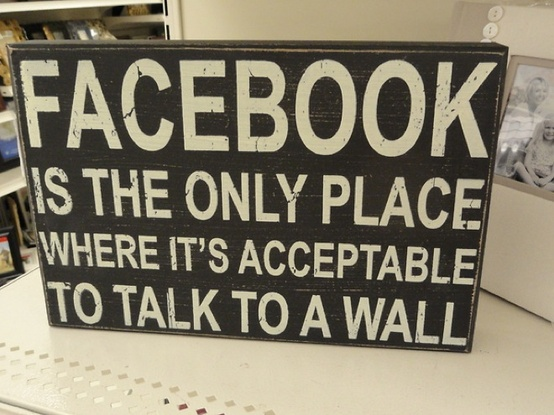 FACEBOOK
IS THE ONLY PLACE
WHERE IT'S ACCEPTABLE
TO TALK TO A WALL